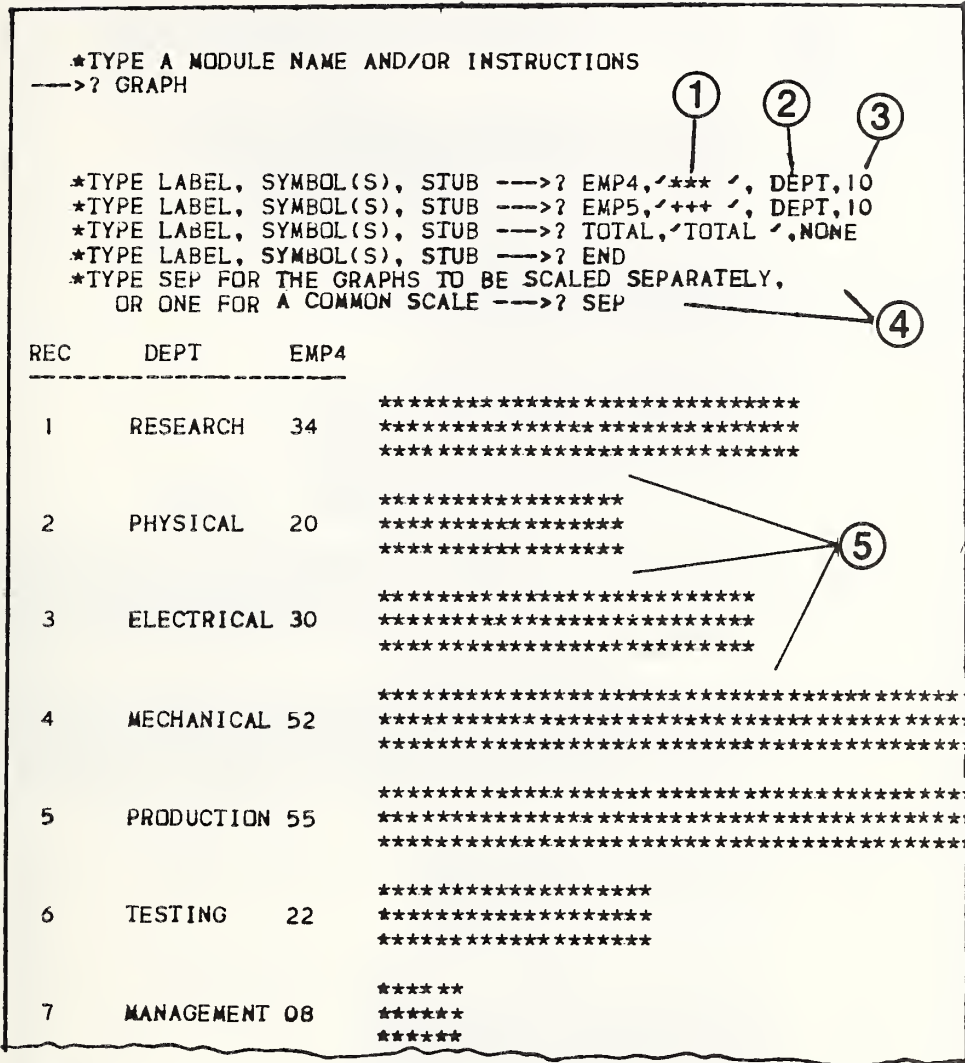 *TYPE A MODULE NAME AND/OR INSTRUCTIONS
--->? GRAPH
1 2 3
*TYPE LABEL, SYMBOL(S), STUB --->? EMP4,'*** ', DEPT,10
*TYPE LABEL, SYMBOL(S), STUB --->? EMP5,'+++ ', DEPT,10
*TYPE LABEL, SYMBOL(S), STUB --->? TOTAL,'TOTAL ',NONE
*TYPE LABEL, SYMBOL(S), STUB --->? END
*TYPE SEP FOR THE GRAPHS TO BE SCALED SEPARATELY,
OR ONE FOR A COMMON SCALE --->? SEP
4
REC DEPT EMP4
1 RESEARCH 34
2 PHYSICAL 20
5
3 ELECTRICAL 30
4 MECHANICAL 52
5 PRODUCTION 55
6 TESTING 22
7 MANAGEMENT 08